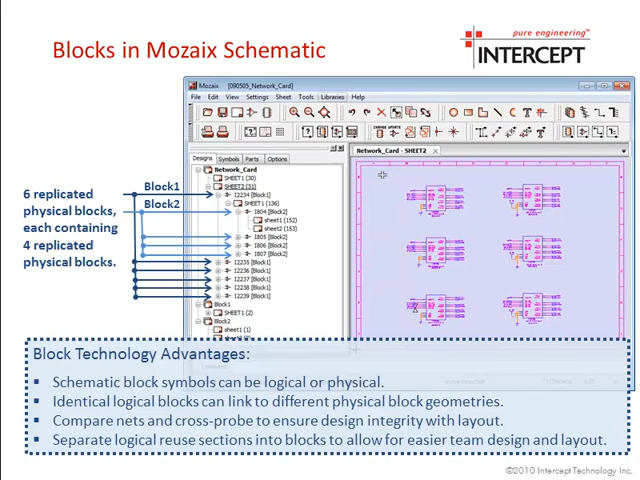 Blocks in Mozaix Schematic
pure engineering™
INTERCEPT
Mozaix [090505_Network_Card]
File Edit View Settings Sheet Tools Libraries Help
Designs Symbols Parts Options
Network_Card - SHEET2
Network_Card
SHEET1 (30)
SHEET2 (31)
I2234 [Block1]
SHEET1 (136)
I804 [Block2]
sheet1 (152)
sheet2 (153)
I805 [Block2]
I806 [Block2]
I807 [Block2]
I2235 [Block1]
I2236 [Block1]
I2237 [Block1]
I2238 [Block1]
I2239 [Block1]
Block1
SHEET1 (2)
Block2
sheet1 (1)
Block1
Block2
6 replicated
physical blocks,
each containing
4 replicated
physical blocks.
Block Technology Advantages:
▪ Schematic block symbols can be logical or physical.
▪ Identical logical blocks can link to different physical block geometries.
▪ Compare nets and cross-probe to ensure design integrity with layout.
▪ Separate logical reuse sections into blocks to allow for easier team design and layout.
©2010 Intercept Technology Inc.